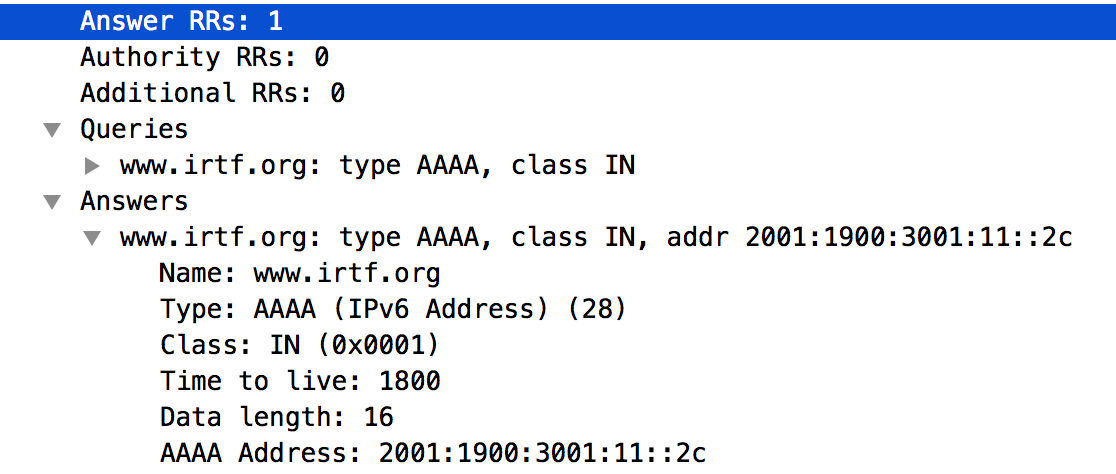 Answer RRs: 1
Authority RRs: 0
Additional RRs: 0
Queries
www.irtf.org: type AAAA, class IN
Answers
www.irtf.org: type AAAA, class IN, addr 2001:1900:3001:11::2c
Name: www.irtf.org
Type: AAAA (IPv6 Address) (28)
Class: IN (0x0001)
Time to live: 1800
Data length: 16
AAAA Address: 2001:1900:3001:11::2c